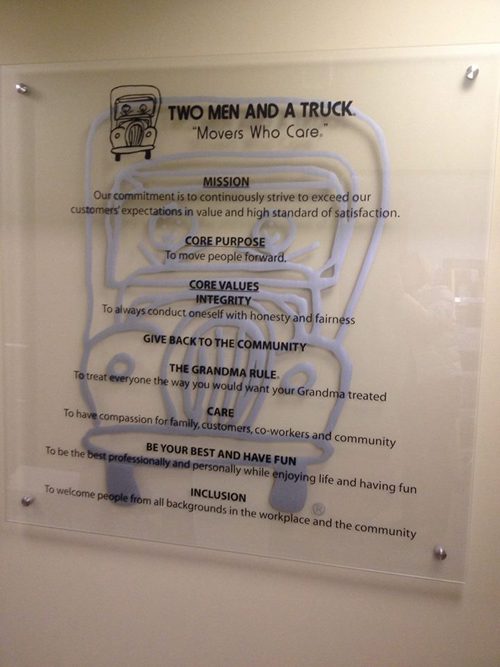 TWO MEN AND A TRUCK®
"Movers Who Care®"
MISSION
Our commitment is to continuously strive to exceed our
customers' expectations in value and high standard of satisfaction.
CORE PURPOSE
To move people forward.
CORE VALUES
INTEGRITY
To always conduct oneself with honesty and fairness
GIVE BACK TO THE COMMUNITY
THE GRANDMA RULE®
To treat everyone the way you would want your Grandma treated
CARE
To have compassion for family, customers, co-workers and community
BE YOUR BEST AND HAVE FUN
To be the best professionally and personally while enjoying life and having fun
INCLUSION
To welcome people from all backgrounds in the workplace and the community
®